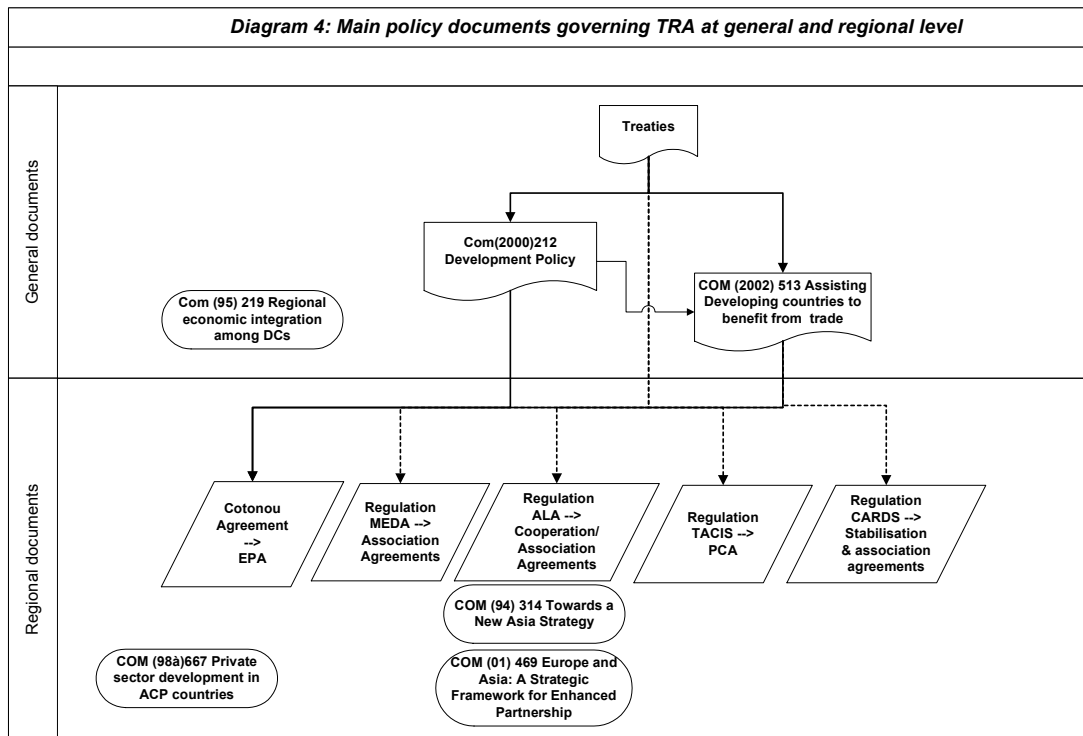 Diagram 4: Main policy documents governing TRA at general and regional level
General documents
Treaties
Com(2000)212
Development Policy
COM (2002) 513 Assisting
Developing countries to
benefit from trade
Com (95) 219 Regional
economic integration
among DCs
Regional documents
Cotonou
Agreement
-->
EPA
Regulation
MEDA -->
Association
Agreements
Regulation
ALA -->
Cooperation/
Association
Agreements
Regulation
TACIS -->
PCA
Regulation
CARDS -->
Stabilisation
& association
agreements
COM (94) 314 Towards a
New Asia Strategy
COM (98à)667 Private
sector development in
ACP countries
COM (01) 469 Europe and
Asia: A Strategic
Framework for Enhanced
Partnership